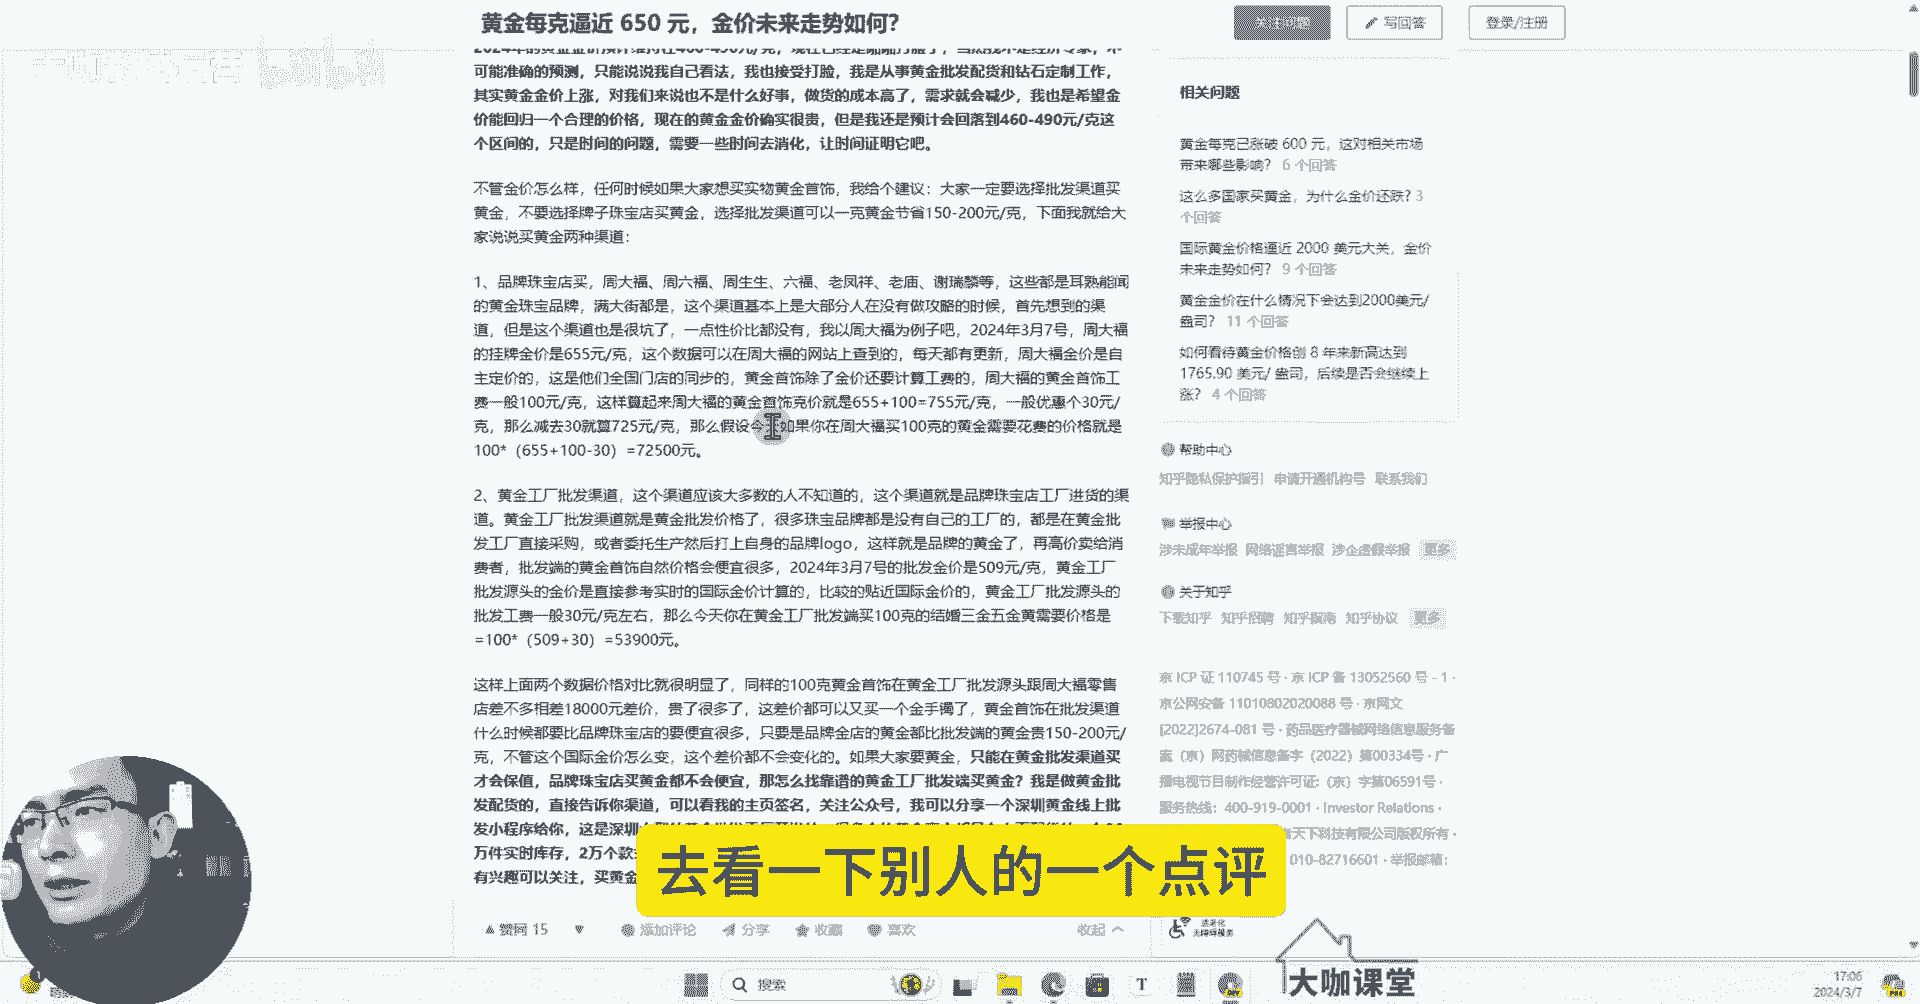 黄金每克逼近 650 元，金价未来走势如何？
关注问题
写回答
登录/注册
可能准确的预测，只能说说我自己看法，我也接受打脸，我是从事黄金批发配货和钻石定制工作，
其实黄金金价上涨，对我们来说也不是什么好事，做货的成本高了，需求就会减少，我也是希望金
价能回归一个合理的价格，现在的黄金金价确实很贵，但是我还是预计会回落到460-490元/克这
个区间的，只是时间的问题，需要一些时间去消化，让时间证明它吧。
不管金价怎么样，任何时候如果大家想买实物黄金首饰，我给个建议：大家一定要选择批发渠道买
黄金，不要选择牌子珠宝店买黄金，选择批发渠道可以一克黄金节省150-200元/克，下面我就给大
家说说买黄金两种渠道：
1、品牌珠宝店买，周大福、周六福、周生生、六福、老凤祥、老庙、谢瑞麟等，这些都是耳熟能闻
的黄金珠宝品牌，满大街都是，这个渠道基本上是大部分人在没有做攻略的时候，首先想到的渠
道，但是这个渠道也是很坑了，一点性价比都没有，我以周大福为例子吧，2024年3月7号，周大福
的挂牌金价是655元/克，这个数据可以在周大福的网站上查到的，每天都有更新，周大福金价是自
主定价的，这是他们全国门店的同步的，黄金首饰除了金价还要计算工费的，周大福的黄金首饰工
费一般100元/克，这样算起来周大福的黄金首饰克价就是655+100=755元/克，一般优惠个30元/
克，那么减去30就算725元/克，那么假设今天如果你在周大福买100克的黄金需要花费的价格就是
100*（655+100-30）=72500元。
2、黄金工厂批发渠道，这个渠道应该大多数的人不知道的，这个渠道就是品牌珠宝店工厂进货的渠
道。黄金工厂批发渠道就是黄金批发价格了，很多珠宝品牌都是没有自己的工厂的，都是在黄金批
发工厂直接采购，或者委托生产然后打上自身的品牌logo，这样就是品牌的黄金了，再高价卖给消
费者，批发端的黄金首饰自然价格会便宜很多，2024年3月7号的批发金价是509元/克，黄金工厂
批发源头的金价是直接参考实时的国际金价计算的，比较的贴近国际金价的，黄金工厂批发源头的
批发工费一般30元/克左右，那么今天你在黄金工厂批发端买100克的结婚三金五金黄需要价格是
=100*（509+30）=53900元。
这样上面两个数据价格对比就很明显了，同样的100克黄金首饰在黄金工厂批发源头跟周大福零售
店差不多相差18000元差价，贵了很多了，这差价都可以又买一个金手镯了，黄金首饰在批发渠道
什么时候都要比品牌珠宝店的要便宜很多，只要是品牌金店的黄金都比批发端的黄金贵150-200元/
克，不管这个国际金价怎么变，这个差价都不会变化的。如果大家要黄金，只能在黄金批发渠道买
才会保值，品牌珠宝店买黄金都不会便宜，那怎么找靠谱的黄金工厂批发端买黄金？我是做黄金批
发配货的，直接告诉你渠道，可以看我的主页签名，关注公众号，我可以分享一个深圳黄金线上批
发小程序给你，这是深圳
万件实时库存，2万个款
有兴趣可以关注，买黄金
赞同 15
添加评论
分享
收藏
喜欢
收起
相关问题
黄金每克已涨破 600 元，这对相关市场
带来哪些影响？ 6 个回答
这么多国家买黄金，为什么金价还跌？ 3
个回答
国际黄金价格逼近 2000 美元大关，金价
未来走势如何？ 9 个回答
黄金金价在什么情况下会达到2000美元/
盎司？ 11 个回答
如何看待黄金价格创 8 年来新高达到
1765.90 美元/ 盎司，后续是否会继续上
涨？ 4 个回答
帮助中心
知乎隐私保护指引 申请开通机构号 联系我们
举报中心
涉未成年举报 网络谣言举报 涉企虚假举报 更多
关于知乎
下载知乎 知乎招聘 知乎指南 知乎协议 更多
京 ICP 证 110745 号 · 京 ICP 备 13052560 号 - 1 ·
京公网安备 11010802020088 号 · 京网文
[2022]2674-081 号 · 药品医疗器械网络信息服务备
案（京）网药械信息备字（2022）第00334号 · 广
播电视节目制作经营许可证:（京）字第06591号 ·
服务热线：400-919-0001 · Investor Relations ·
天下科技有限公司版权所有 ·
010-82716601 · 举报邮箱：
去看一下别人的一个点评
大咖课堂
搜索
17:06
2024/3/7